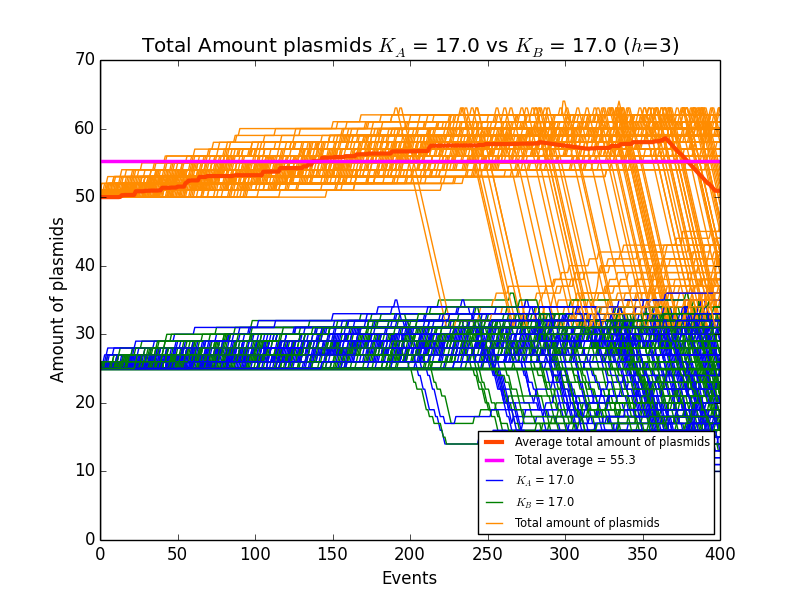 Total Amount plasmids K_A = 17.0 vs K_B = 17.0 (h=3)
70
60
50
40
30
20
10
0
Amount of plasmids
Average total amount of plasmids
Total average = 55.3
K_A = 17.0
K_B = 17.0
Total amount of plasmids
0 50 100 150 200 250 300 350 400
Events